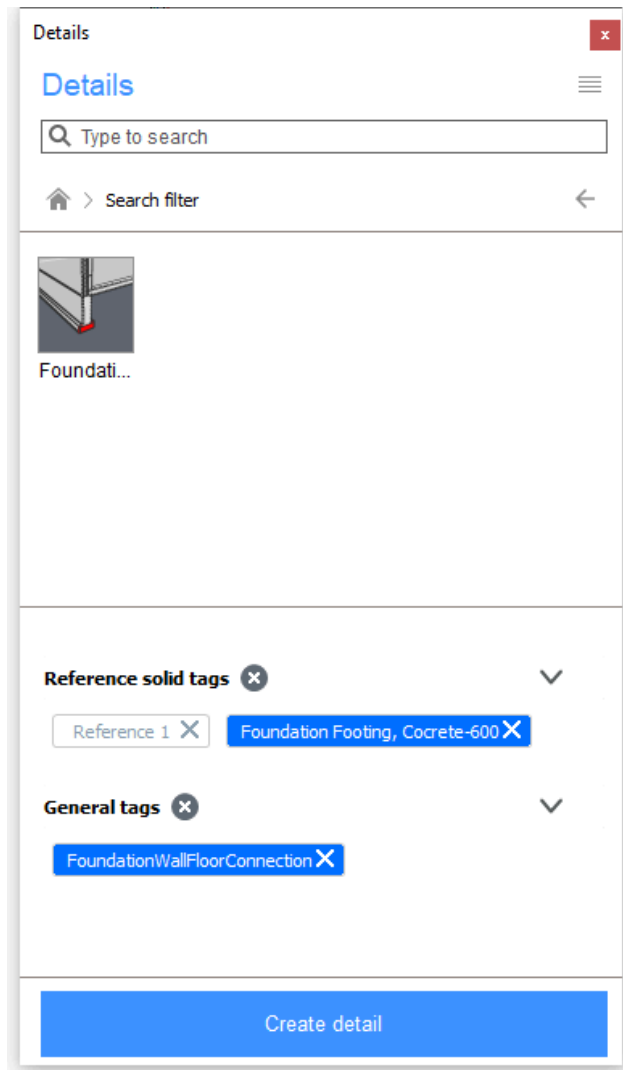 Details
x
Details
Type to search
Search filter
Foundati...
Reference solid tags
Reference 1 Foundation Footing, Cocrete-600
General tags
FoundationWallFloorConnection
Create detail